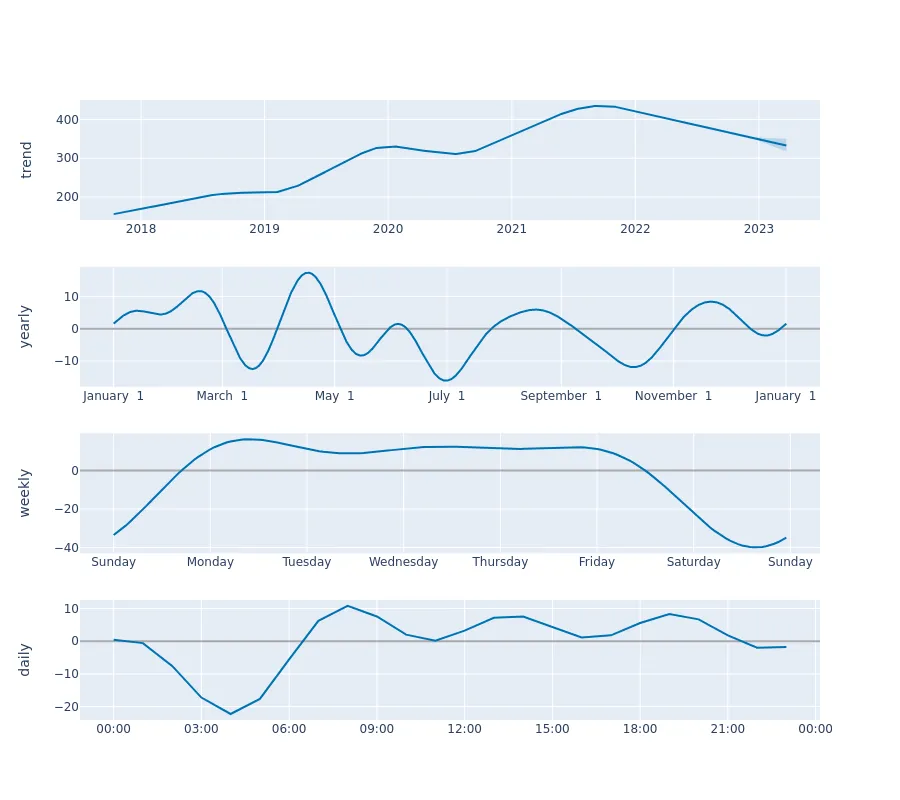 trend
400
300
200
2018 2019 2020 2021 2022 2023
yearly
10
0
−10
January 1 March 1 May 1 July 1 September 1 November 1 January 1
weekly
0
−20
−40
Sunday Monday Tuesday Wednesday Thursday Friday Saturday Sunday
daily
10
0
−10
−20
00:00 03:00 06:00 09:00 12:00 15:00 18:00 21:00 00:00